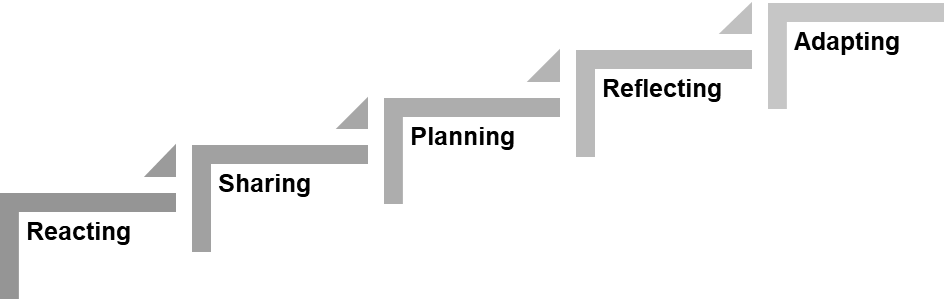 Adapting
Reflecting
Planning
Sharing
Reacting